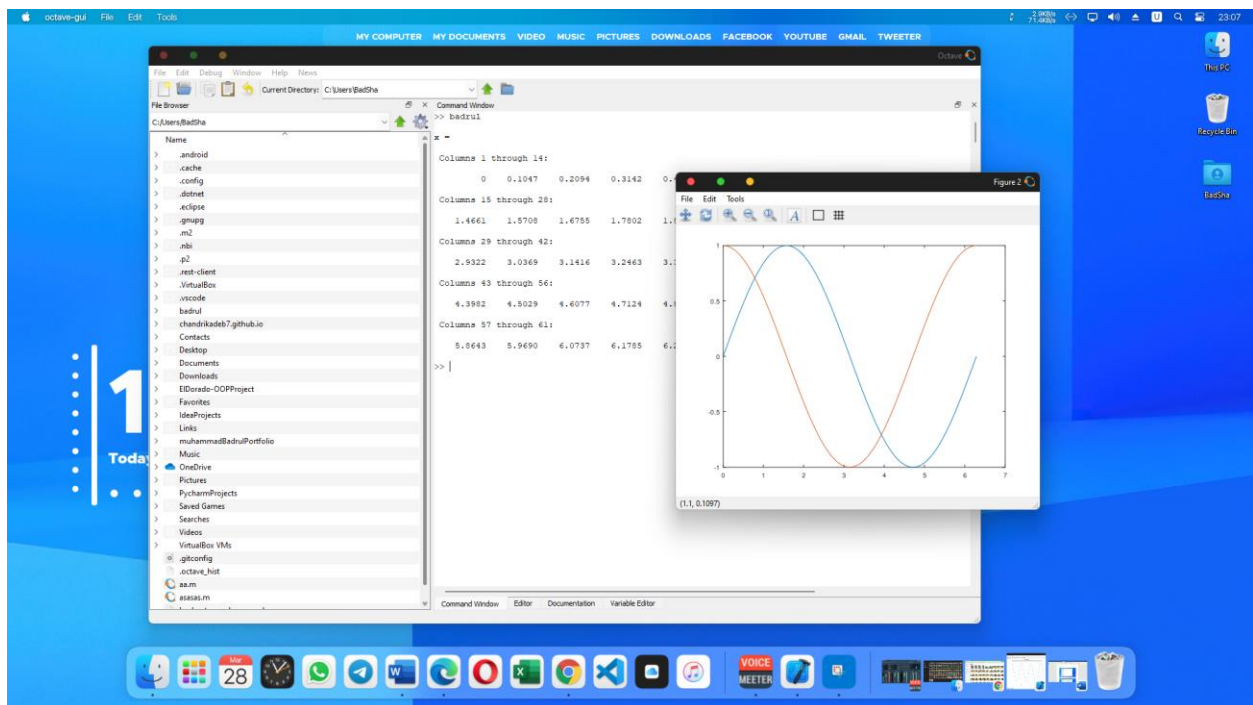 octave-gui File Edit Tools
2.9KB/s
71.4KB/s
U
23:07
MY COMPUTER MY DOCUMENTS VIDEO MUSIC PICTURES DOWNLOADS FACEBOOK YOUTUBE GMAIL TWEETER
This PC
Recycle Bin
BadSha
Octave
File Edit Debug Window Help News
Current Directory: C:\Users\BadSha
File Browser
C:/Users/BadSha
Name
.android
.cache
.config
.dotnet
.eclipse
.gnupg
.m2
.nbi
.p2
.rest-client
.VirtualBox
.vscode
badrul
chandrikadeb7.github.io
Contacts
Desktop
Documents
Downloads
ElDorado-OOPProject
Favorites
IdeaProjects
Links
muhammadBadrulPortfolio
Music
OneDrive
Pictures
PycharmProjects
Saved Games
Searches
Videos
VirtualBox VMs
.gitconfig
.octave_hist
aa.m
asasas.m
Command Window
>> badrul
x =
Columns 1 through 14:
0 0.1047 0.2094 0.3142
Columns 15 through 28:
1.4661 1.5708 1.6755 1.7802
Columns 29 through 42:
2.9322 3.0369 3.1416 3.2463
Columns 43 through 56:
4.3982 4.5029 4.6077 4.7124
Columns 57 through 61:
5.8643 5.9690 6.0737 6.1785
>>
Command Window Editor Documentation Variable Editor
Figure 2
File Edit Tools
A
1
0.5
0
-0.5
-1
0 1 2 3 4 5 6 7
(1.1, 0.1097)
1
Today
Mar
28
W
X
VOICE
MEETER